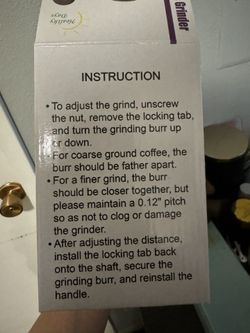 Grinder
INSTRUCTION
• To adjust the grind, unscrew
the nut, remove the locking tab,
and turn the grinding burr up
or down.
For coarse ground coffee, the
burr should be father apart.
• For a finer grind, the burr
should be closer together, but
please maintain a 0.12" pitch
so as not to clog or damage
the grinder.
• After adjusting the distance,
install the locking tab back
onto the shaft, secure the
grinding burr, and reinstall the
handle.